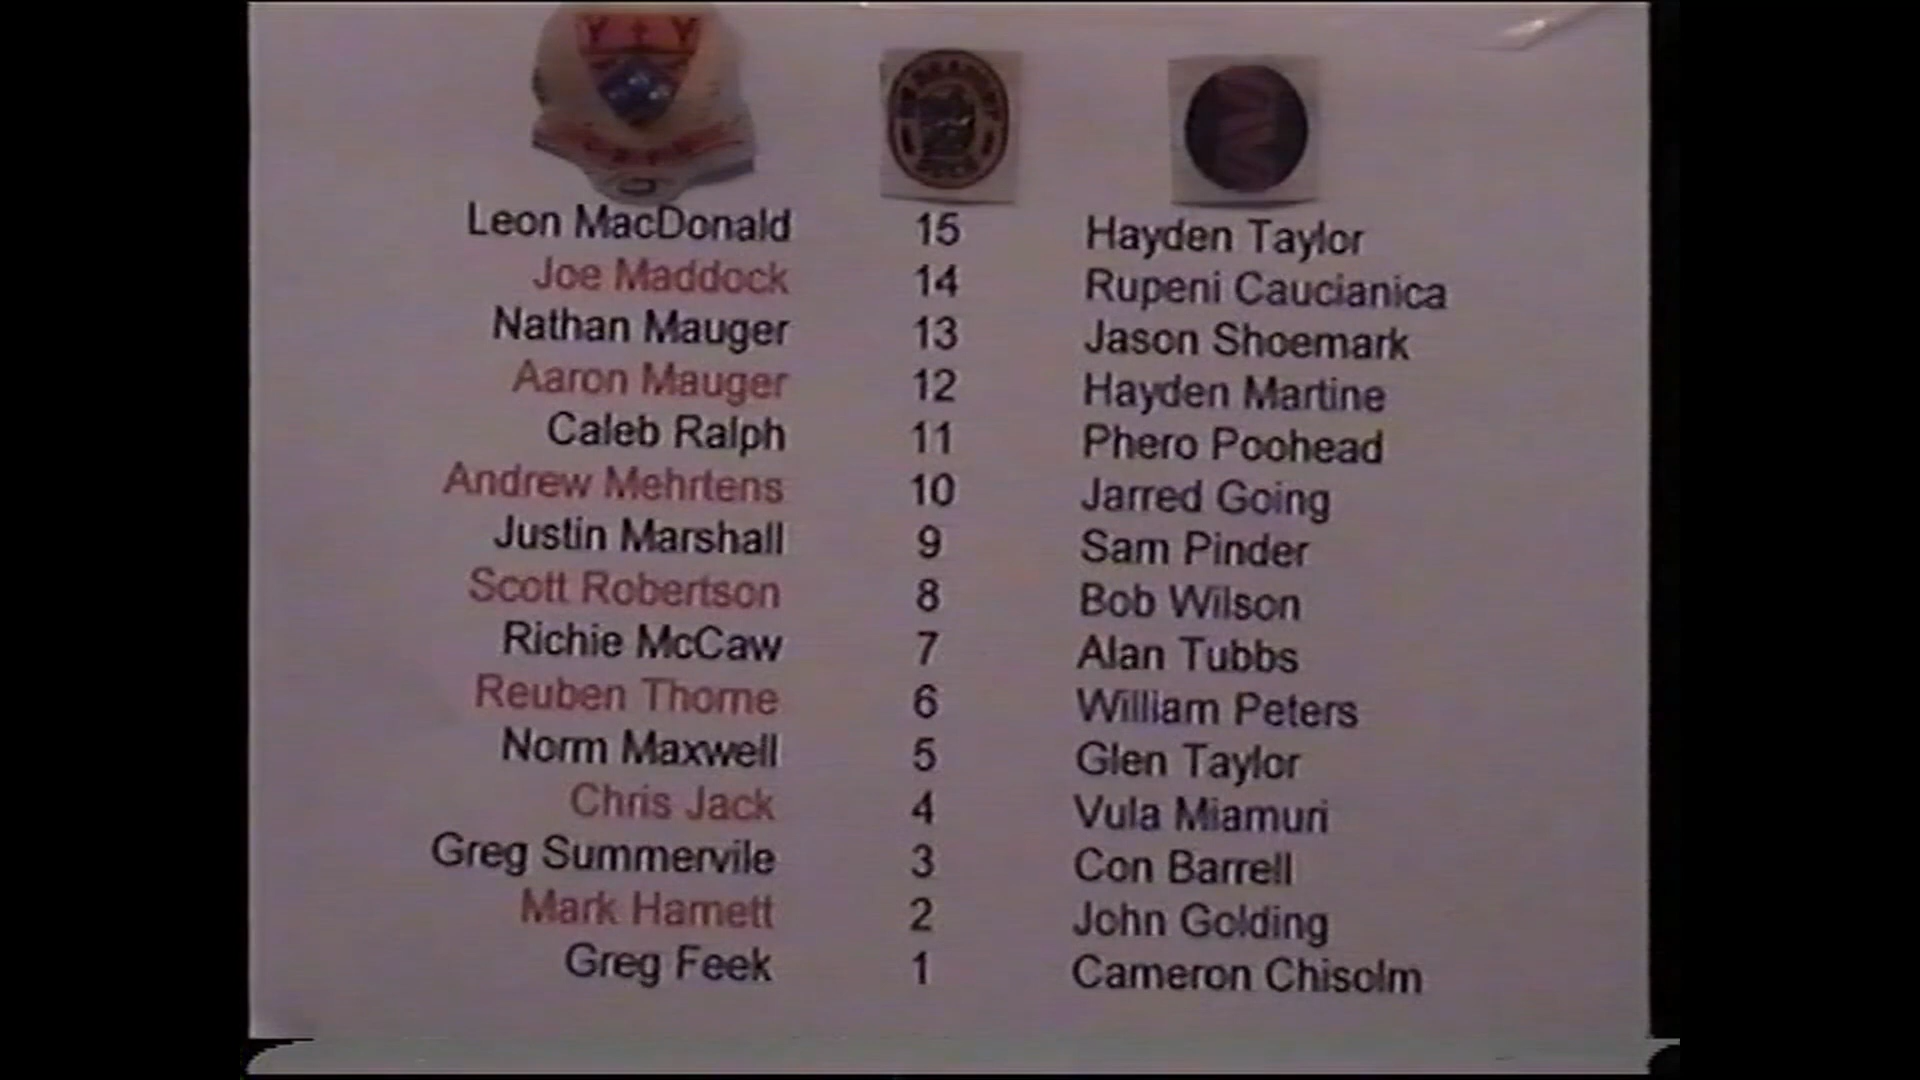 Leon MacDonald 15 Hayden Taylor
Joe Maddock 14 Rupeni Caucianica
Nathan Mauger 13 Jason Shoemark
Aaron Mauger 12 Hayden Martine
Caleb Ralph 11 Phero Poohead
Andrew Mehrtens 10 Jarred Going
Justin Marshall 9 Sam Pinder
Scott Robertson 8 Bob Wilson
Richie McCaw 7 Alan Tubbs
Reuben Thorne 6 William Peters
Norm Maxwell 5 Glen Taylor
Chris Jack 4 Vula Miamuri
Greg Summervile 3 Con Barrell
Mark Harnett 2 John Golding
Greg Feek 1 Cameron Chisolm